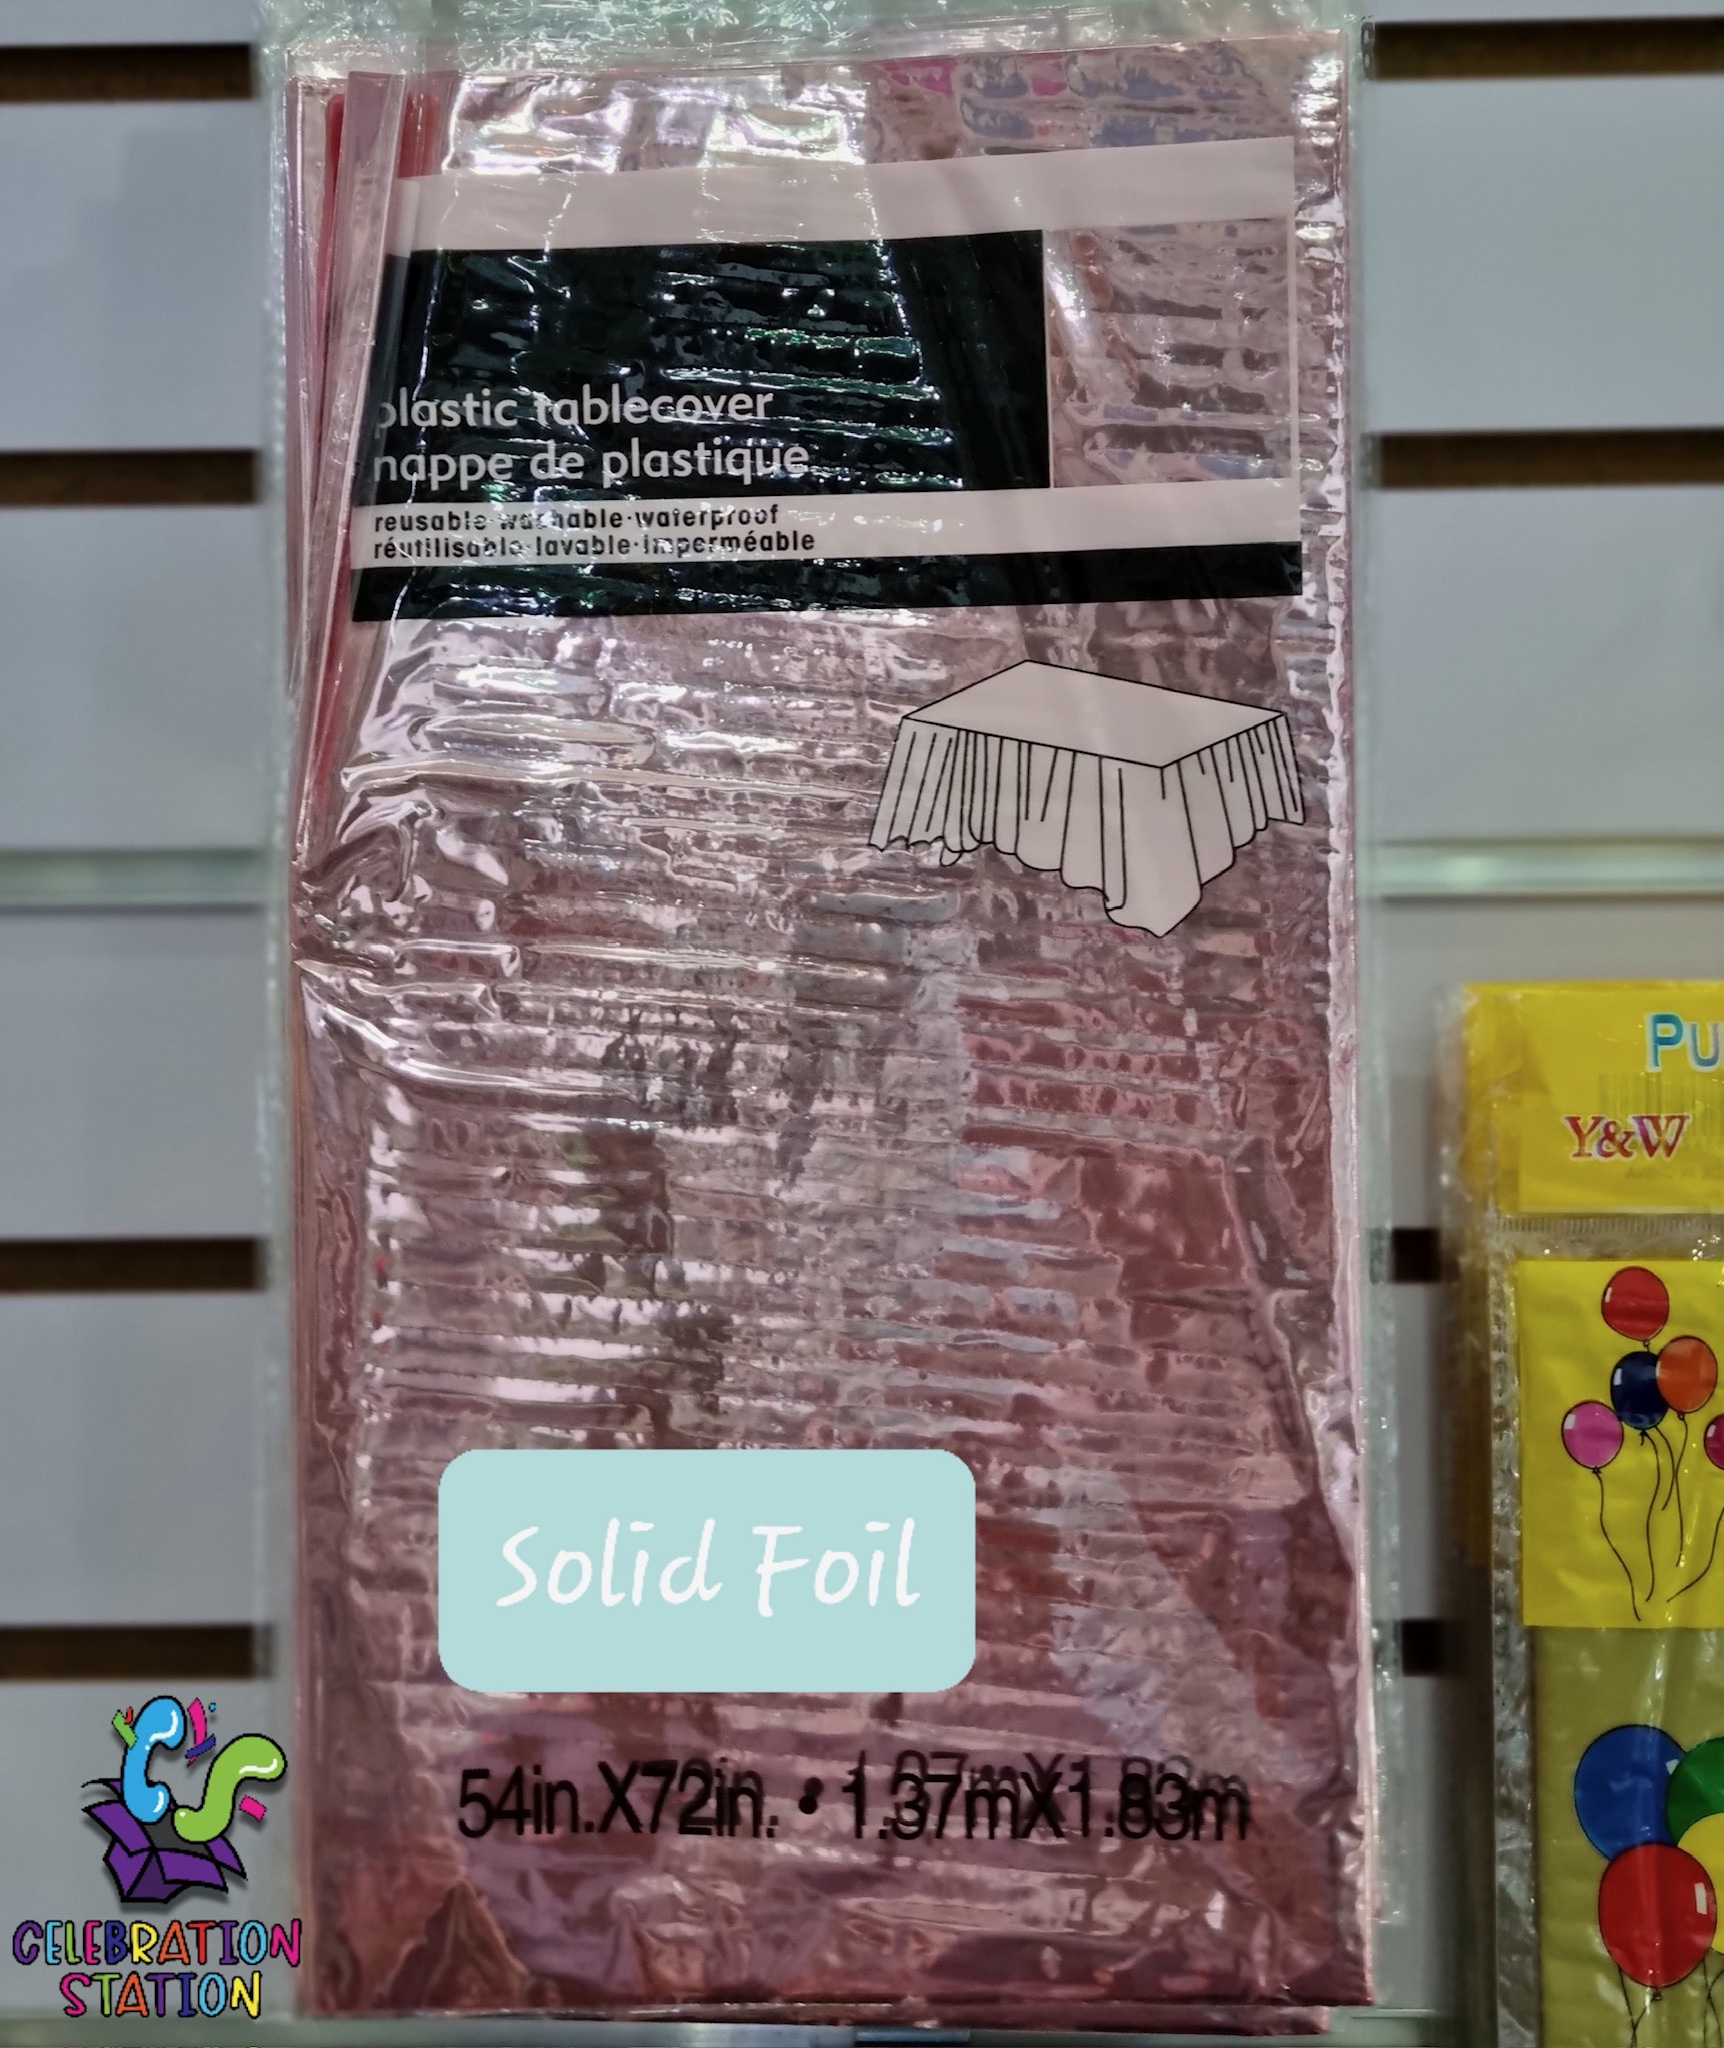 plastic tablecover
nappe de plastique
reusable·washable·waterproof
réutilisable·lavable·imperméable
Solid Foil
54in.X72in. • 1.37mX1.83m
CELEBRATION
STATION
Y&W